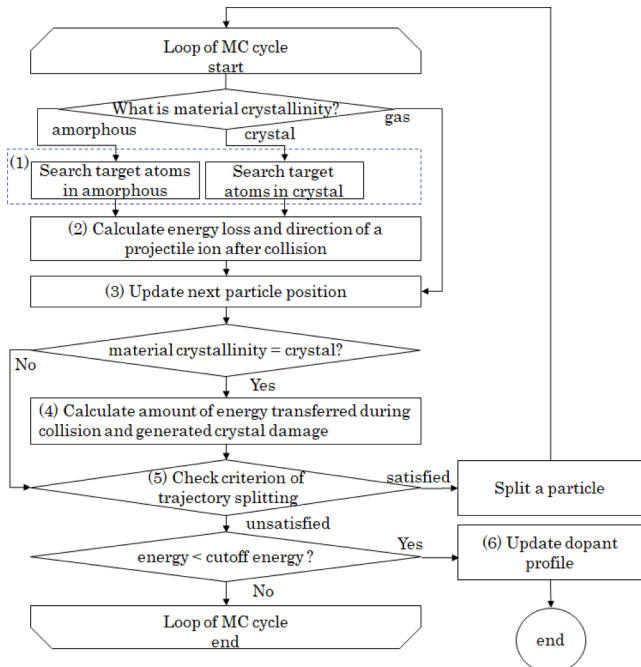 Loop of MC cycle
start
What is material crystallinity?
gas
amorphous
crystal
(1)
Search target atoms
in amorphous
Search target
atoms in crystal
(2) Calculate energy loss and direction of a
projectile ion after collision
(3) Update next particle position
material crystallinity = crystal?
No
Yes
(4) Calculate amount of energy transferred during
collision and generated crystal damage
(5) Check criterion of
trajectory splitting
satisfied
Split a particle
unsatisfied
energy < cutoff energy ?
Yes
(6) Update dopant
profile
No
Loop of MC cycle
end
end